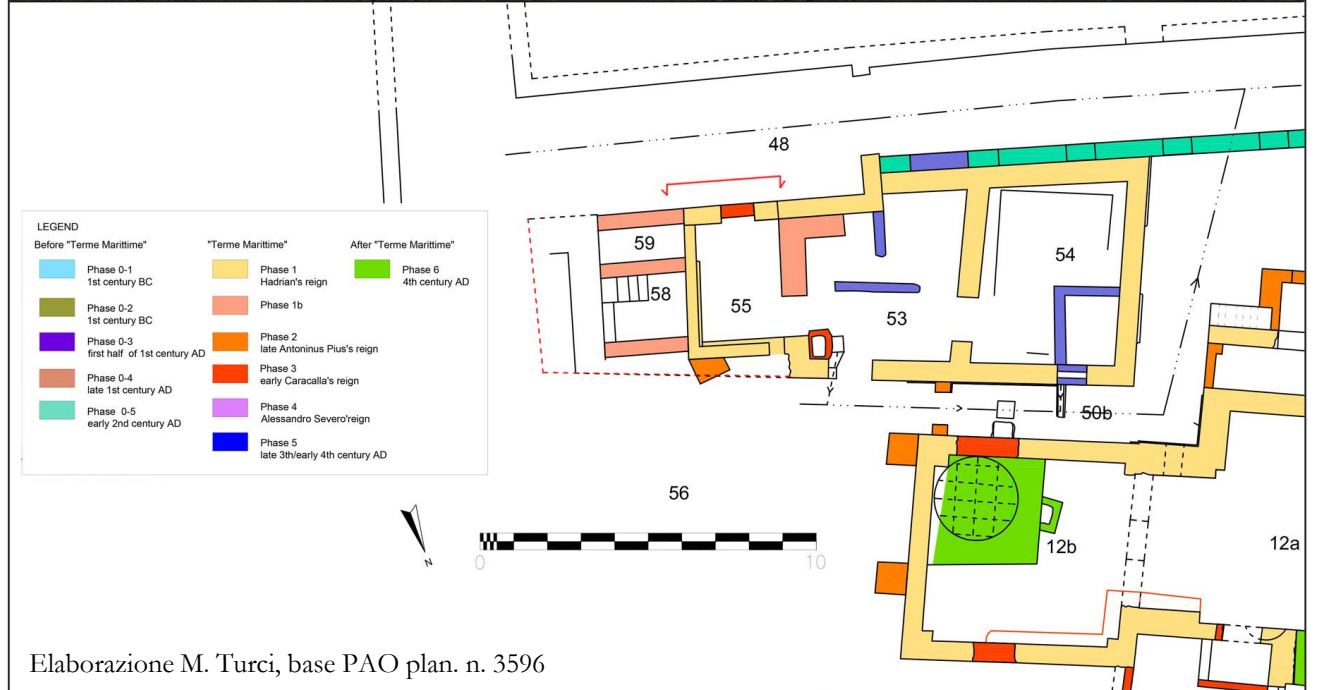 48
59
54
58
55
53
50b
56
12b
12a
LEGEND
Before "Terme Marittime"
Phase 0-1
1st century BC
Phase 0-2
1st century BC
Phase 0-3
first half of 1st century AD
Phase 0-4
late 1st century AD
Phase 0-5
early 2nd century AD
"Terme Marittime"
Phase 1
Hadrian's reign
Phase 1b
Phase 2
late Antoninus Pius's reign
Phase 3
early Caracalla's reign
Phase 4
Alessandro Severo'reign
Phase 5
late 3th/early 4th century AD
After "Terme Marittime"
Phase 6
4th century AD
N
0
10
Elaborazione M. Turci, base PAO plan. n. 3596